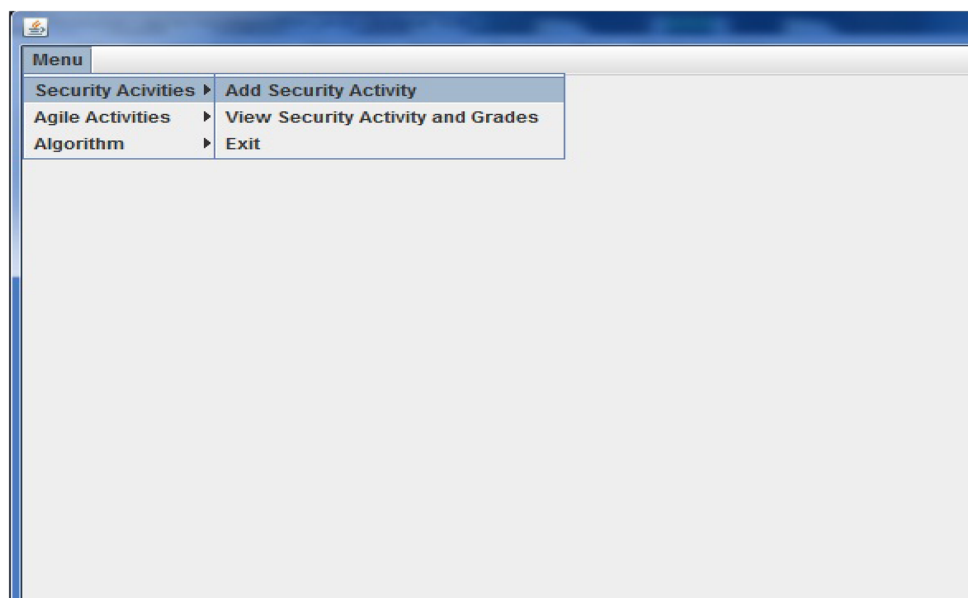 Menu
Security Acivities
Agile Activities
Algorithm
Add Security Activity
View Security Activity and Grades
Exit